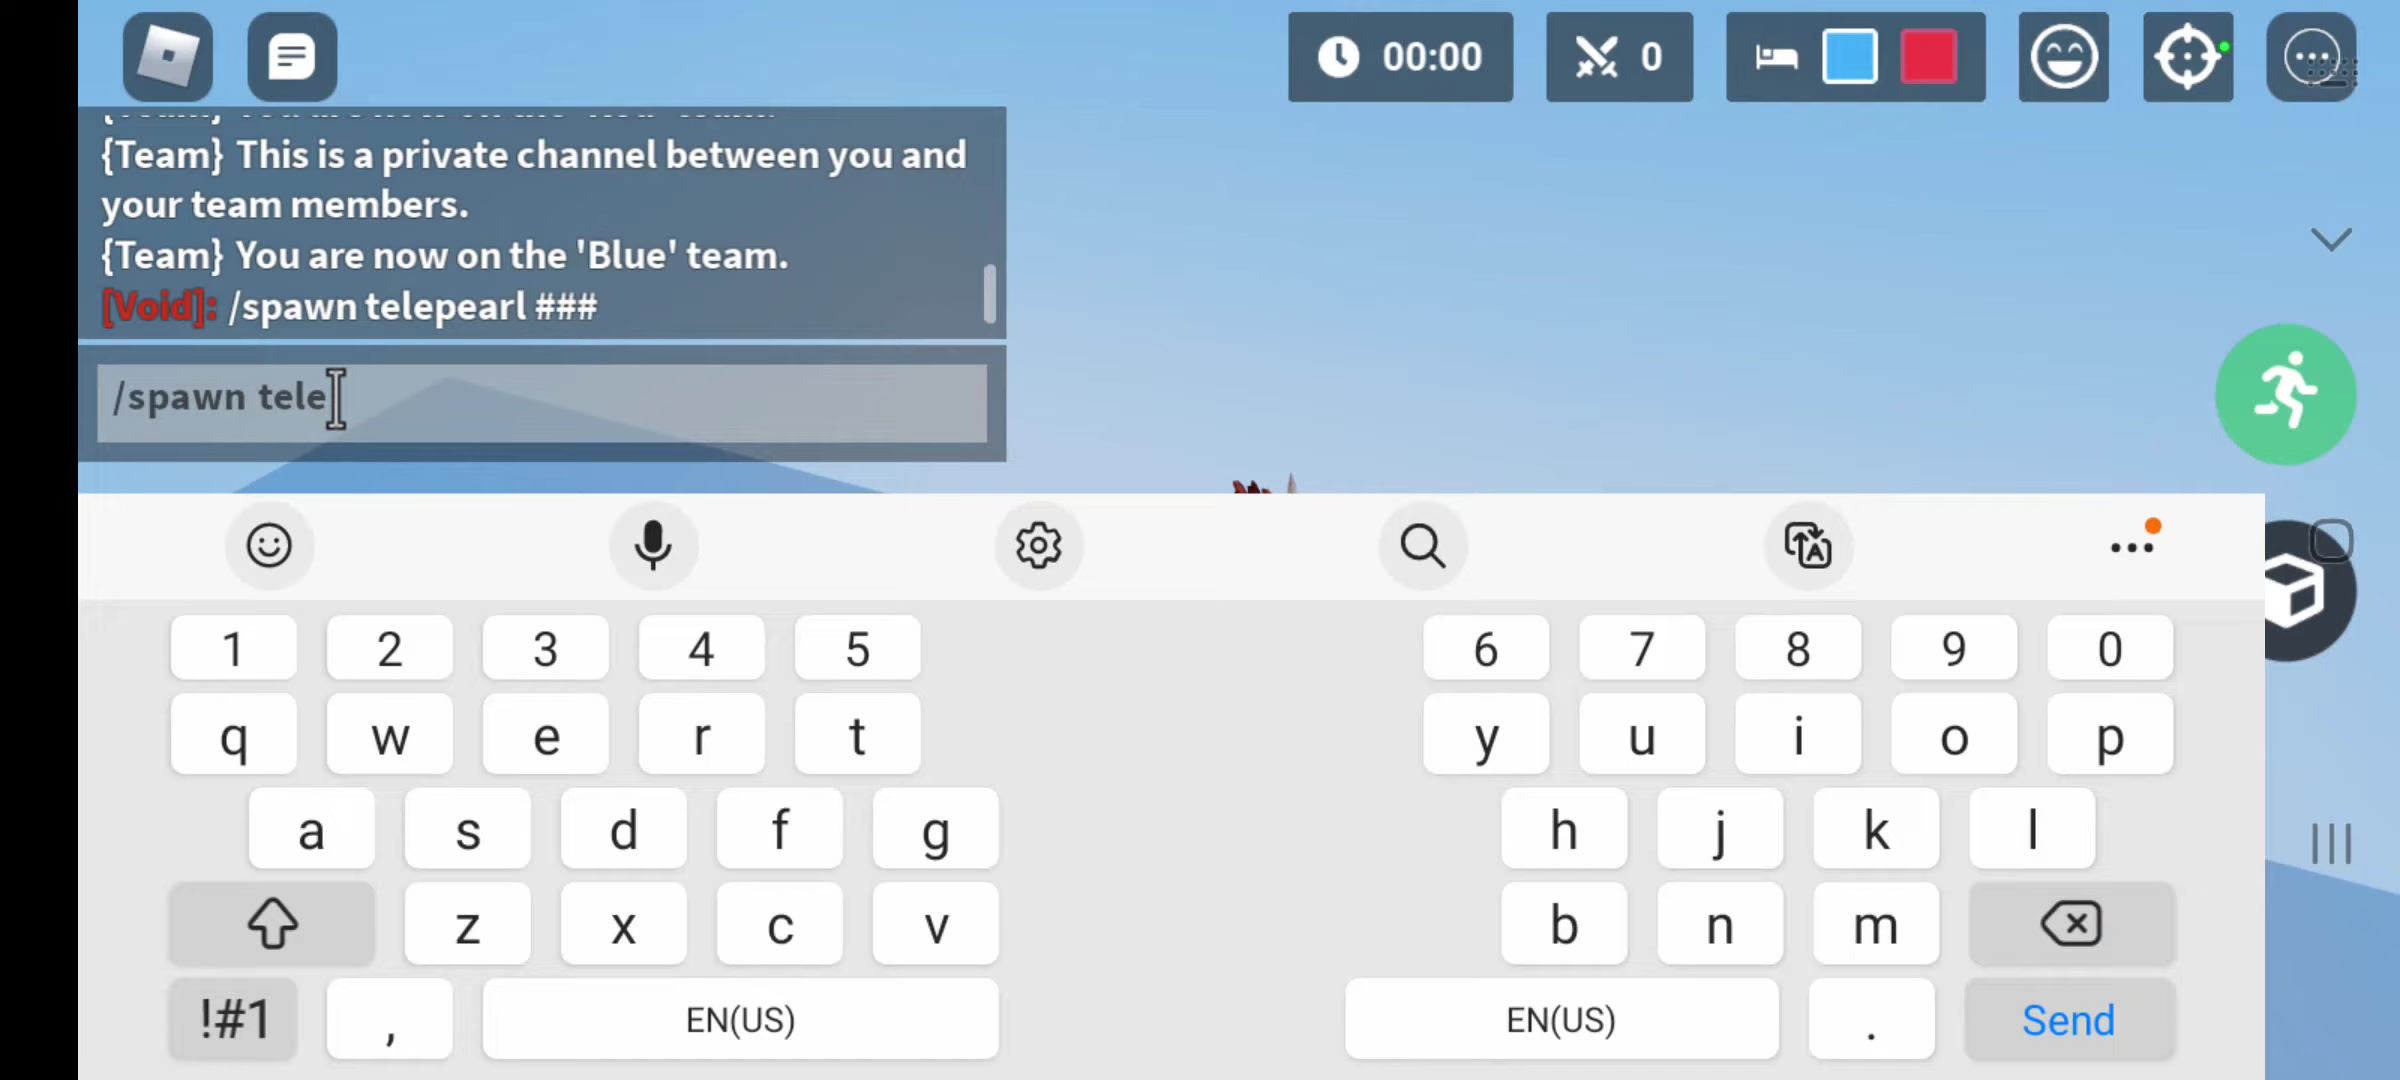 00:00
0
{Team} This is a private channel between you and
your team members.
{Team} You are now on the 'Blue' team.
[Void]: /spawn telepearl ###
/spawn tele
1 2 3 4 5 6 7 8 9 0
q w e r t y u i o p
a s d f g h j k l
z x c v b n m
!#1 , EN(US) EN(US) . Send